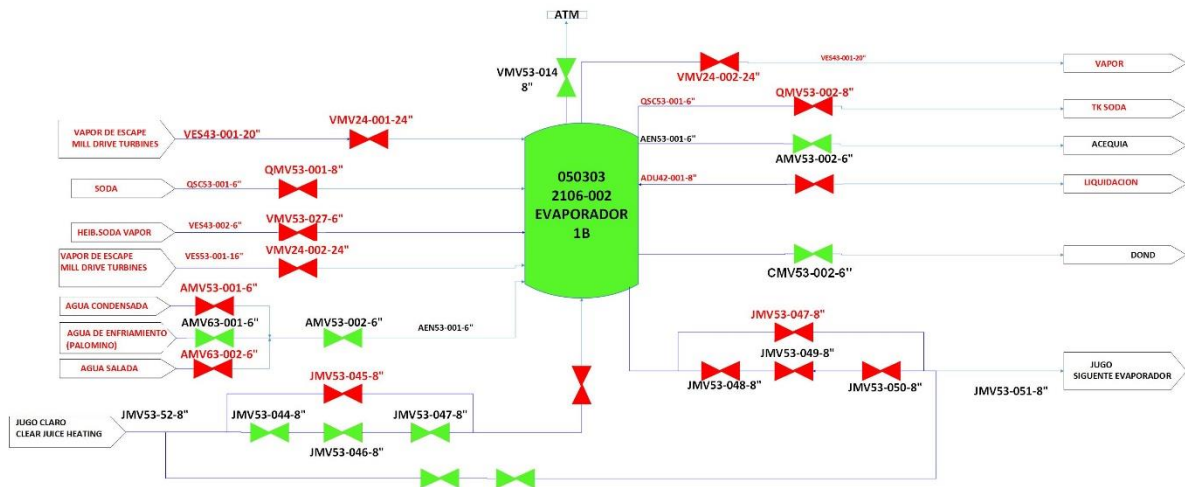 ATM
VMV53-014
8"
VMV24-002-24"
VES43-001-20"
VAPOR
QSC53-001-6"
QMV53-002-8"
TK SODA
VAPOR DE ESCAPE
MILL DRIVE TURBINES
VES43-001-20"
VMV24-001-24"
AEN53-001-6"
AMV53-002-6"
ACEQUIA
SODA
QSC53-001-6"
QMV53-001-8"
050303
2106-002
EVAPORADOR
1B
ADU42-001-8"
LIQUIDACION
HEIB.SODA VAPOR
VES43-002-6"
VMV53-027-6"
VAPOR DE ESCAPE
MILL DRIVE TURBINES
VES53-001-16"
VMV24-002-24"
CMV53-002-6"
DOND
AGUA CONDENSADA
AMV53-001-6"
AGUA DE ENFRIAMIENTO
(PALOMINO)
AMV63-001-6"
AMV53-002-6"
AEN53-001-6"
AGUA SALADA
AMV63-002-6"
JMV53-047-8"
JMV53-049-8"
JMV53-048-8"
JMV53-050-8"
JMV53-051-8"
JUGO
SIGUENTE EVAPORADOR
JUGO CLARO
CLEAR JUICE HEATING
JMV53-52-8"
JMV53-045-8"
JMV53-044-8"
JMV53-047-8"
JMV53-046-8"